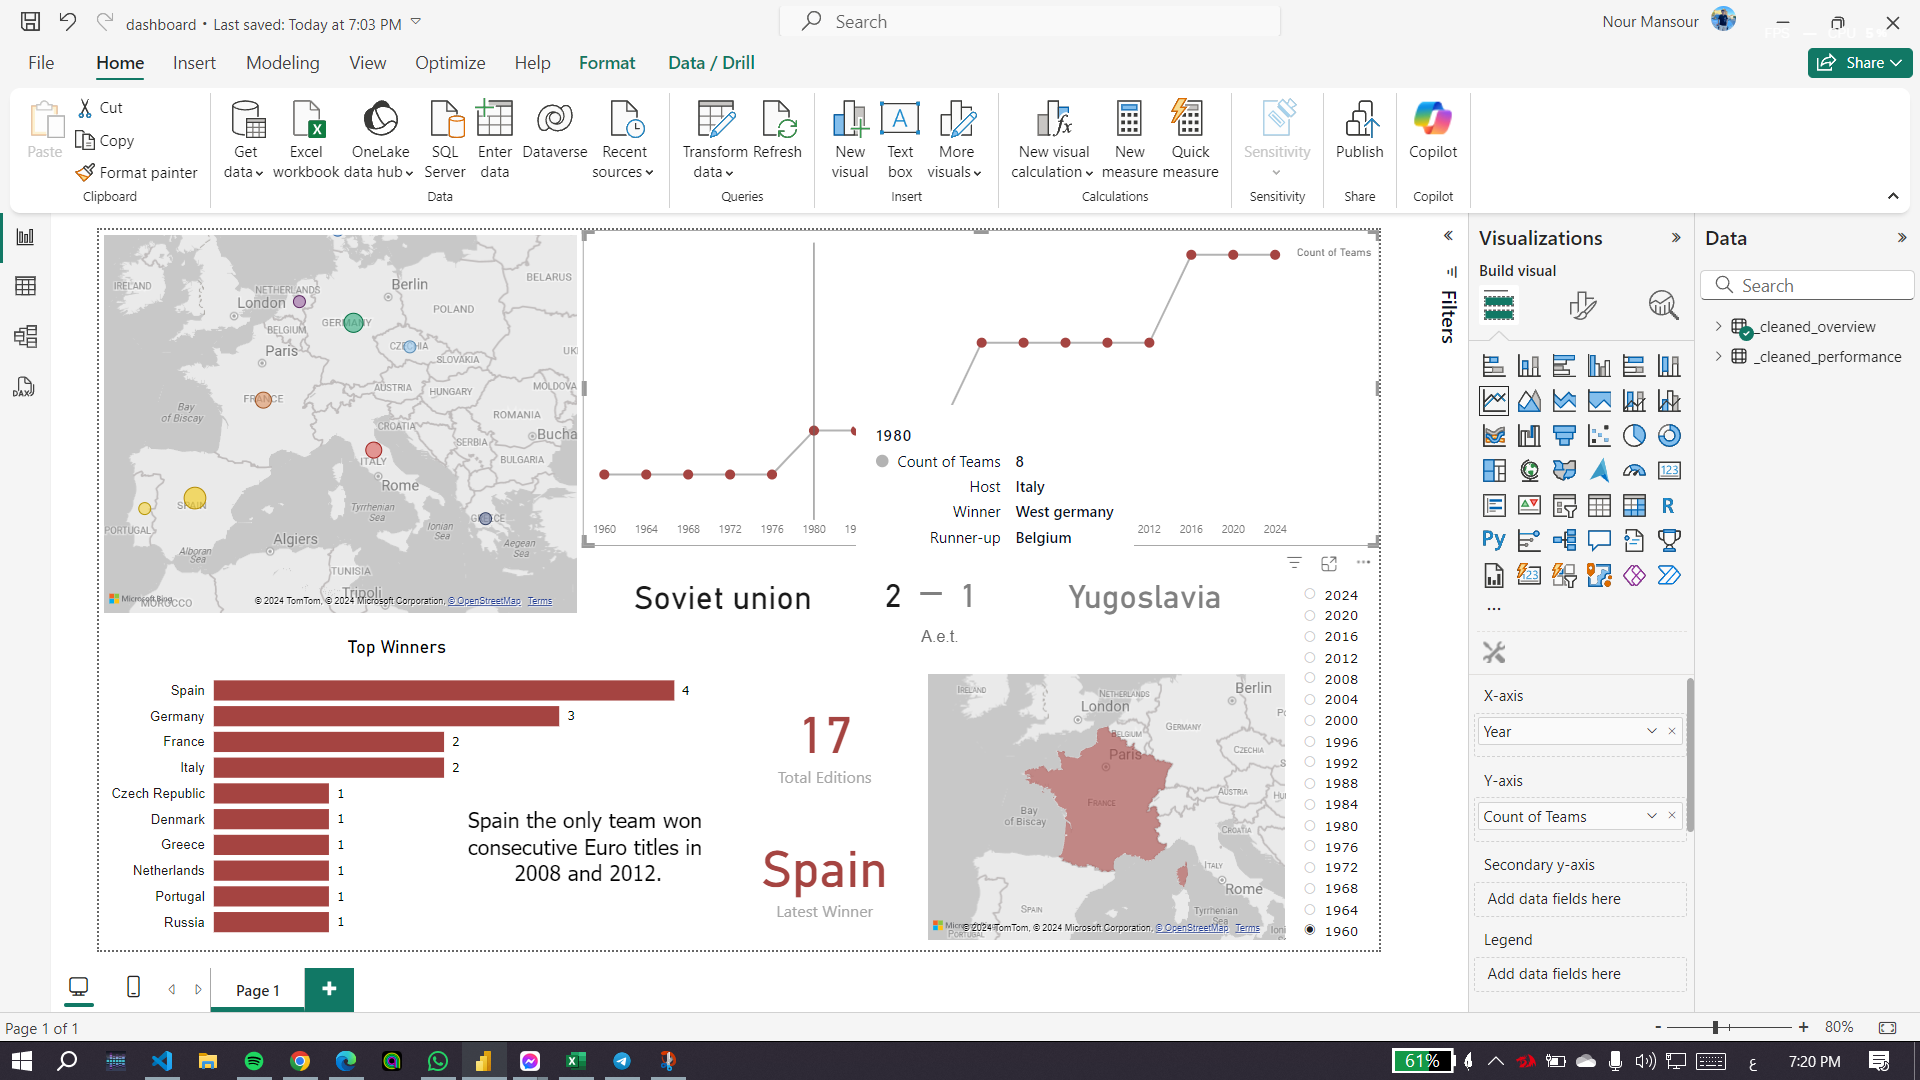 dashboard • Last saved: Today at 7:03 PM
Search
Nour Mansour
File
Home
Insert
Modeling
View
Optimize
Help
Format
Data / Drill
Share
Paste
Cut
Copy
Format painter
Clipboard
Get data
Excel workbook
OneLake data hub
SQL Server
Enter data
Dataverse
Recent sources
Data
Transform data
Refresh
Queries
New visual
Text box
More visuals
Insert
New visual calculation
New measure
Quick measure
Calculations
Sensitivity
Sensitivity
Publish
Share
Copilot
Copilot
IRELAND
NETHERLANDS
London
Berlin
BELARUS
POLAND
BELGIUM
GERMANY
Paris
CZECHIA
SLOVAKIA
UK
AUSTRIA
HUNGARY
MOLDOVA
FRANCE
Bay of Biscay
CROATIA
ROMANIA
SERBIA
Bucha
ITALY
BULGARIA
Rome
SPAIN
PORTUGAL
Tyrrhenian Sea
Ionian Sea
GREECE
Aegean Sea
Algiers
Alboran Sea
TUNISIA
Tripoli
MOROCCO
Microsoft Bing
© 2024 TomTom, © 2024 Microsoft Corporation, © OpenStreetMap Terms
Count of Teams
1960 1964 1968 1972 1976 1980 19 2012 2016 2020 2024
1980
Count of Teams 8
Host Italy
Winner West germany
Runner-up Belgium
Soviet union 2 — 1 Yugoslavia
A.e.t.
Top Winners
Spain 4
Germany 3
France 2
Italy 2
Czech Republic 1
Denmark 1
Greece 1
Netherlands 1
Portugal 1
Russia 1
Spain the only team won
consecutive Euro titles in
2008 and 2012.
17
Total Editions
Spain
Latest Winner
IRELAND
NETHERLANDS
Berlin
London
BELGIUM
GERMANY
Paris
CZECHIA
FRANCE
AUSTRIA
Bay of Biscay
CROATIA
ITALY
Rome
SPAIN
Tyrrhenian Sea
PORTUGAL
© 2024 TomTom, © 2024 Microsoft Corporation, © OpenStreetMap Terms
2024
2020
2016
2012
2008
2004
2000
1996
1992
1988
1984
1980
1976
1972
1968
1964
1960
Filters
Visualizations
Build visual
R
Py
123
X-axis
Year
Y-axis
Count of Teams
Secondary y-axis
Add data fields here
Legend
Add data fields here
Data
Search
_cleaned_overview
_cleaned_performance
DAX
Page 1
Page 1 of 1
80%
61%
ع
7:20 PM